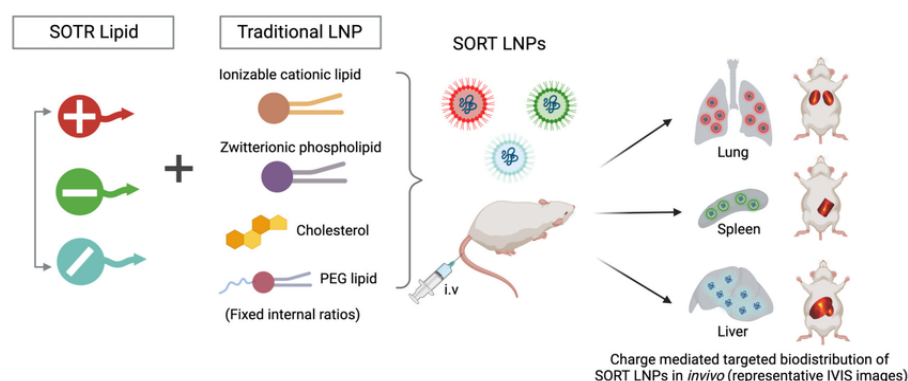 SOTR Lipid
Traditional LNP
Ionizable cationic lipid
Zwitterionic phospholipid
Cholesterol
PEG lipid
(Fixed internal ratios)
SORT LNPs
i.v
Lung
Spleen
Liver
Charge mediated targeted biodistribution of
SORT LNPs in invivo (representative IVIS images)